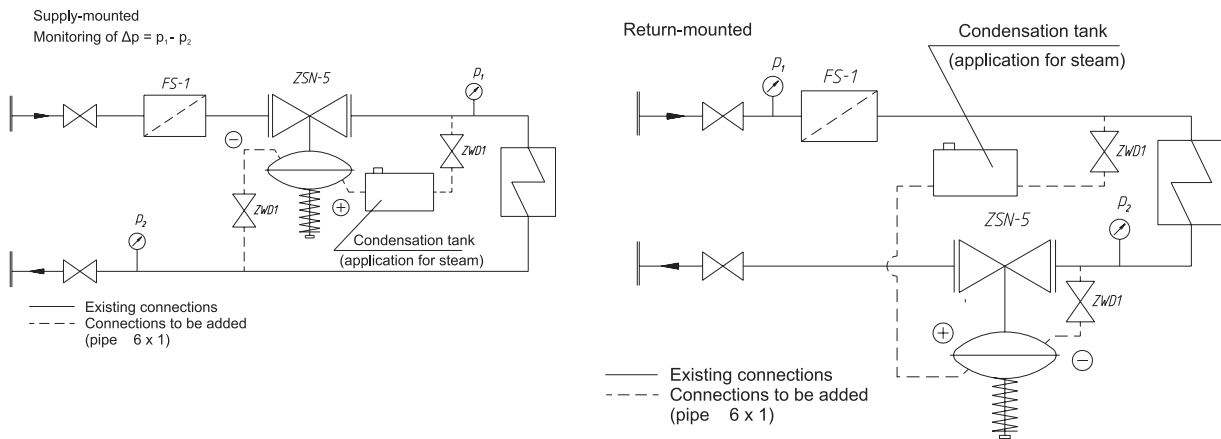 Supply-mounted
Monitoring of Δp = p₁- p₂
FS-1
ZSN-5
p₁
−
ZWD1
ZWD1
+
p₂
Condensation tank
(application for steam)
Existing connections
Connections to be added
(pipe 6 x 1)
Return-mounted
Condensation tank
(application for steam)
p₁
FS-1
ZWD1
p₂
ZSN-5
ZWD1
+
−
Existing connections
Connections to be added
(pipe 6 x 1)